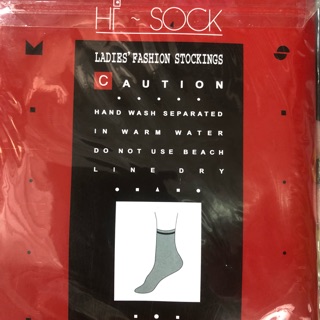 HI ~ SOCK
LADIES' FASHION STOCKINGS
CAUTION
HAND WASH SEPARATED
IN WARM WATER
DO NOT USE BEACH
LINE DRY